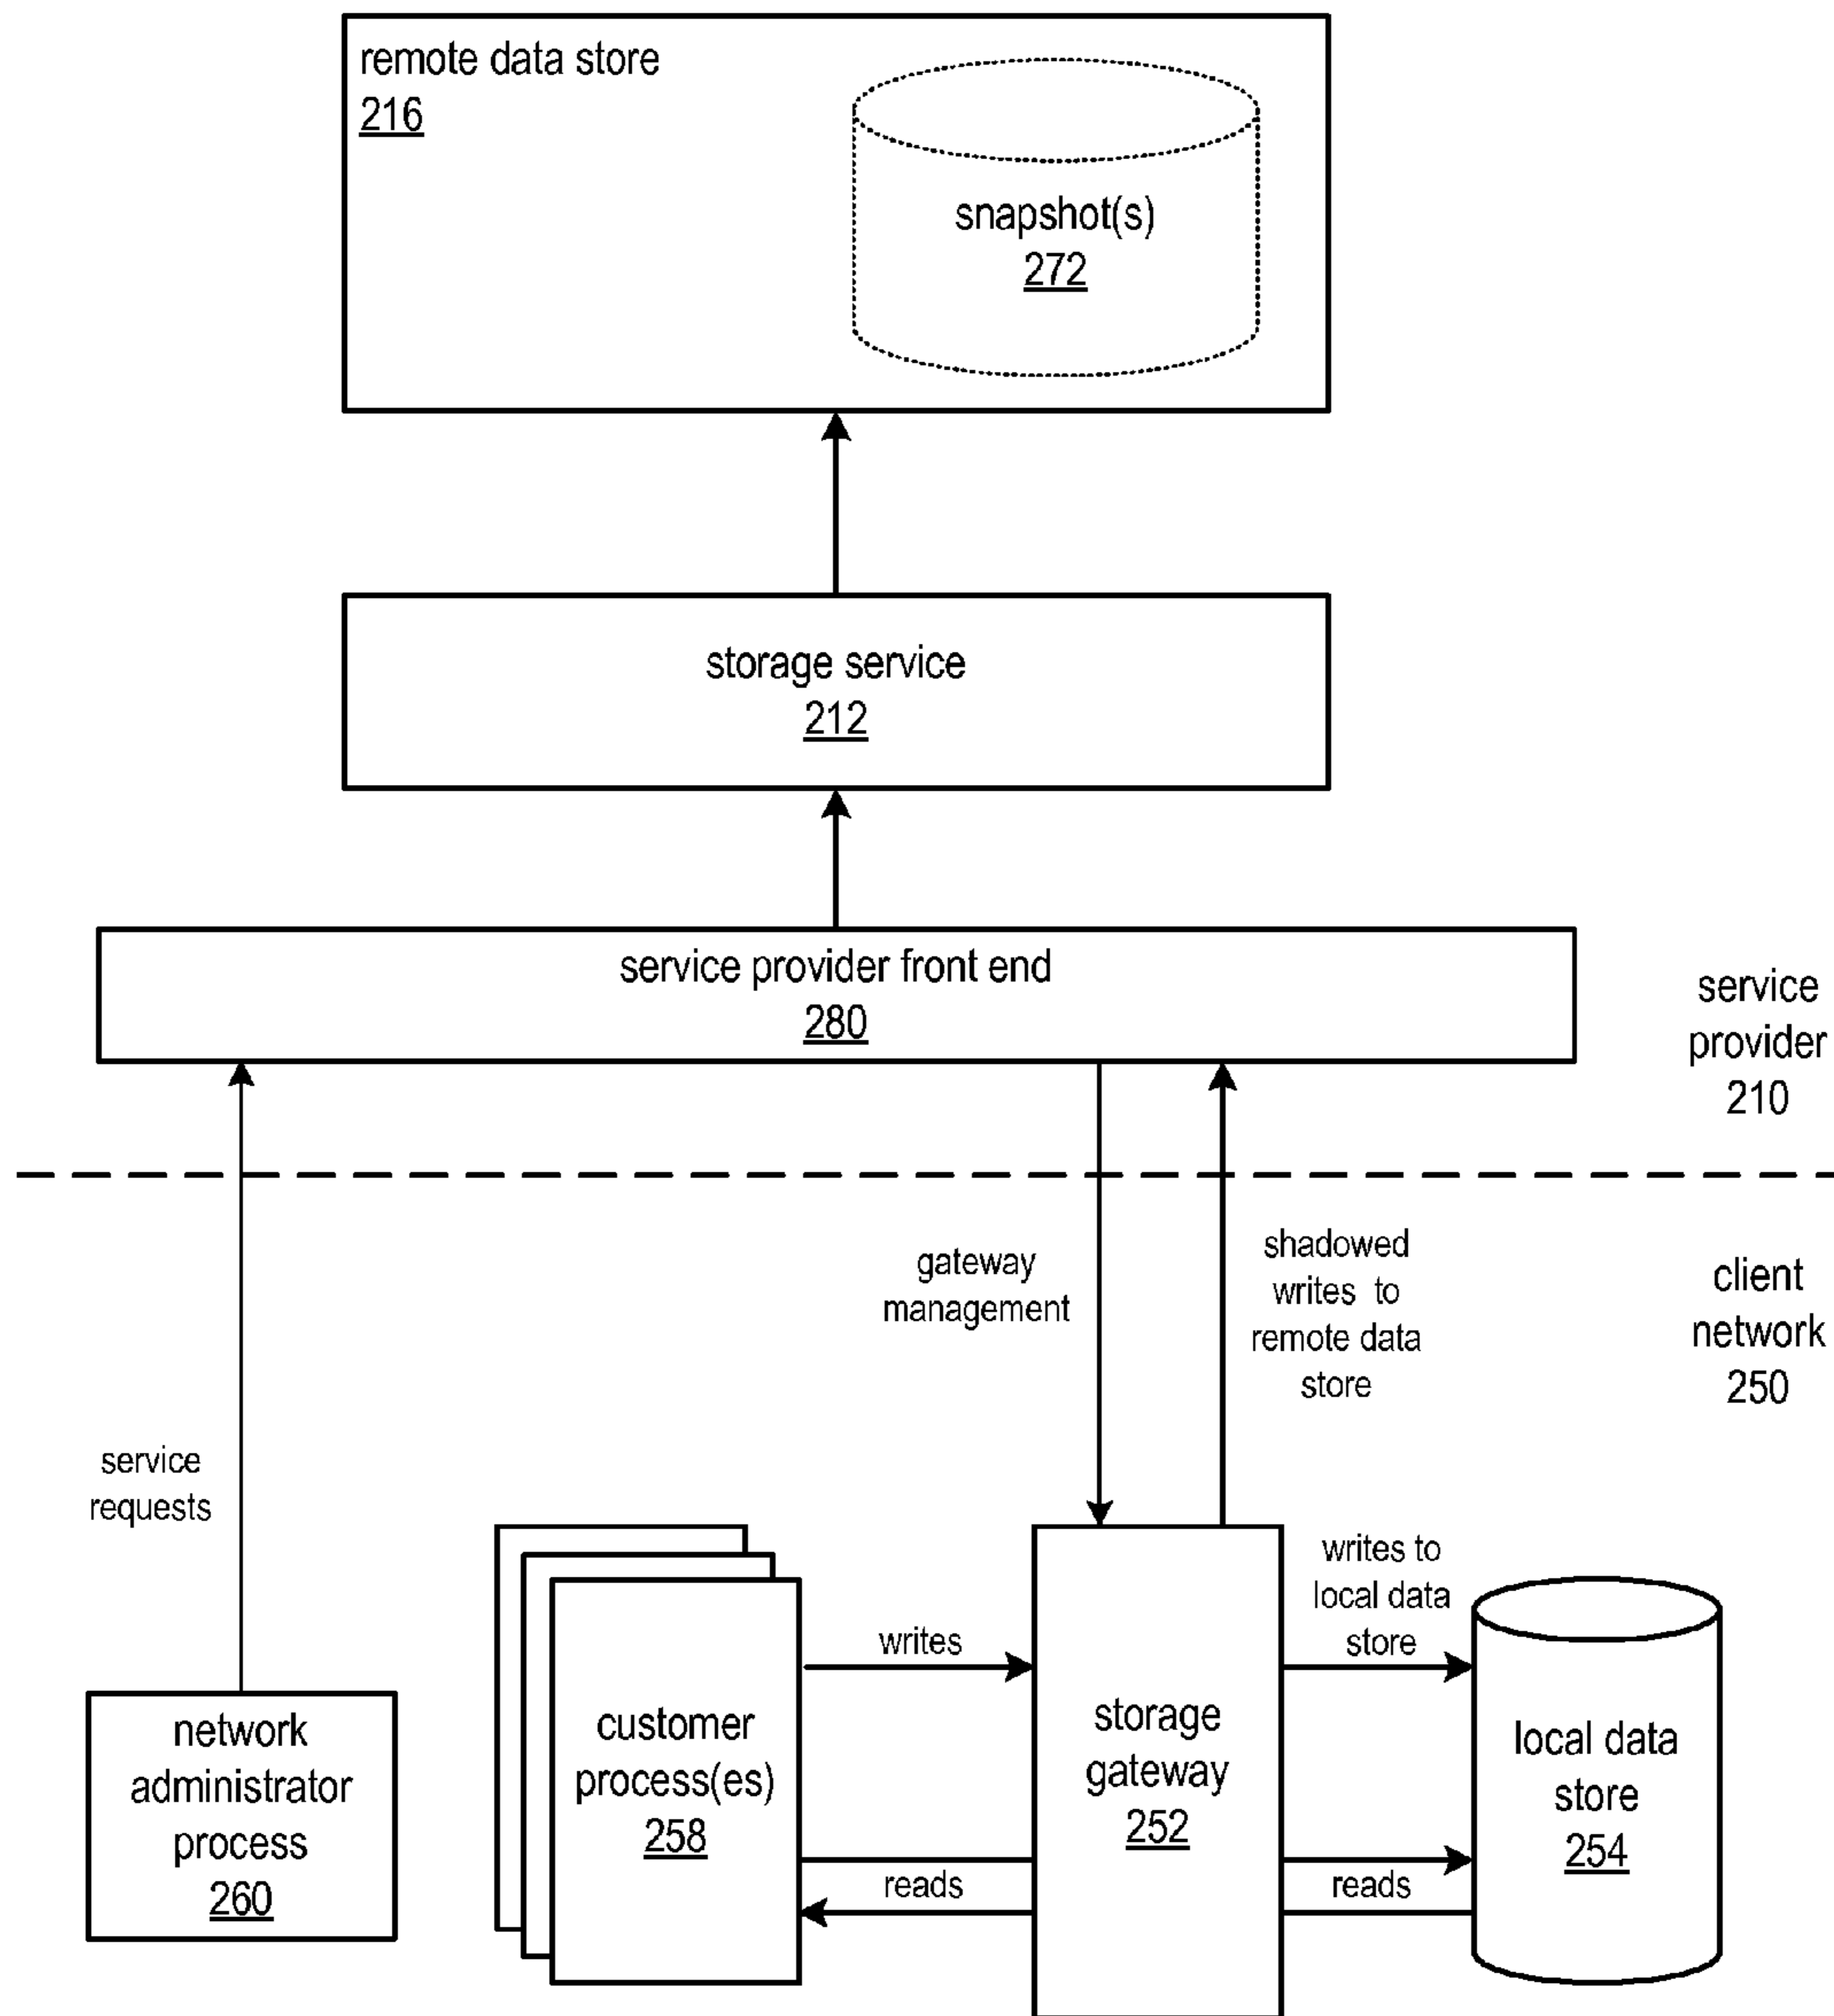 remote data store
216
snapshot(s)
272
storage service
212
service provider front end
280
service
provider
210
gateway
management
shadowed
writes to
remote data
store
client
network
250
service
requests
writes to
local data
store
writes
network
administrator
process
260
customer
process(es)
258
storage
gateway
252
local data
store
254
reads
reads